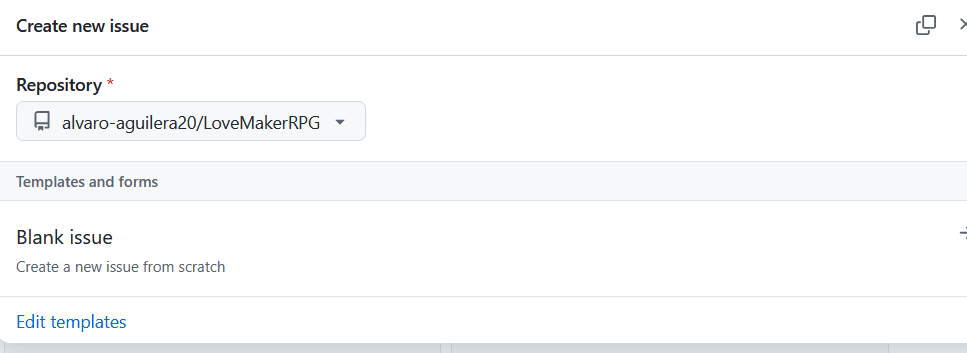 Create new issue
Repository *
alvaro-aguilera20/LoveMakerRPG
Templates and forms
Blank issue
Create a new issue from scratch
Edit templates